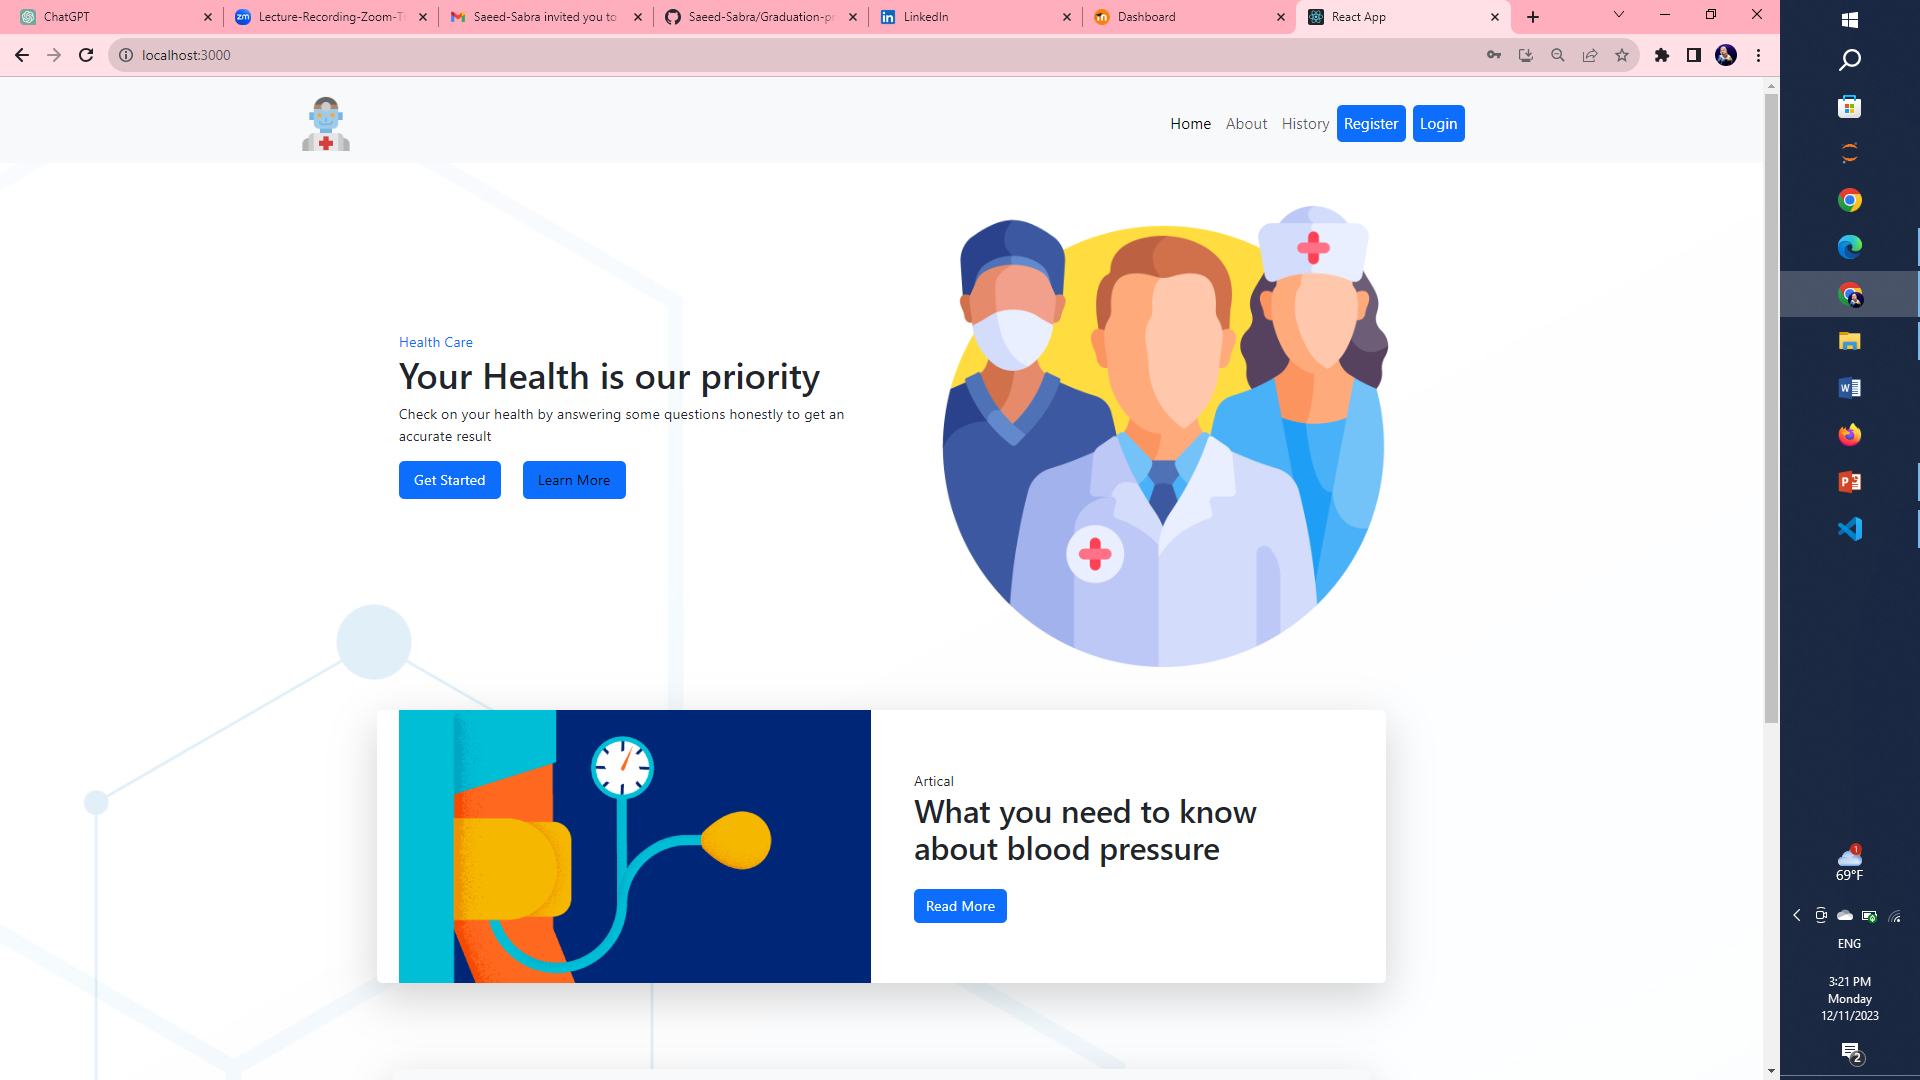 ChatGPT
Lecture-Recording-Zoom-T
Saeed-Sabra invited you to
Saeed-Sabra/Graduation-pr
LinkedIn
Dashboard
React App
localhost:3000
Home
About
History
Register
Login
Health Care
Your Health is our priority
Check on your health by answering some questions honestly to get an
accurate result
Get Started
Learn More
Artical
What you need to know
about blood pressure
Read More
1
69°F
ENG
3:21 PM
Monday
12/11/2023
2